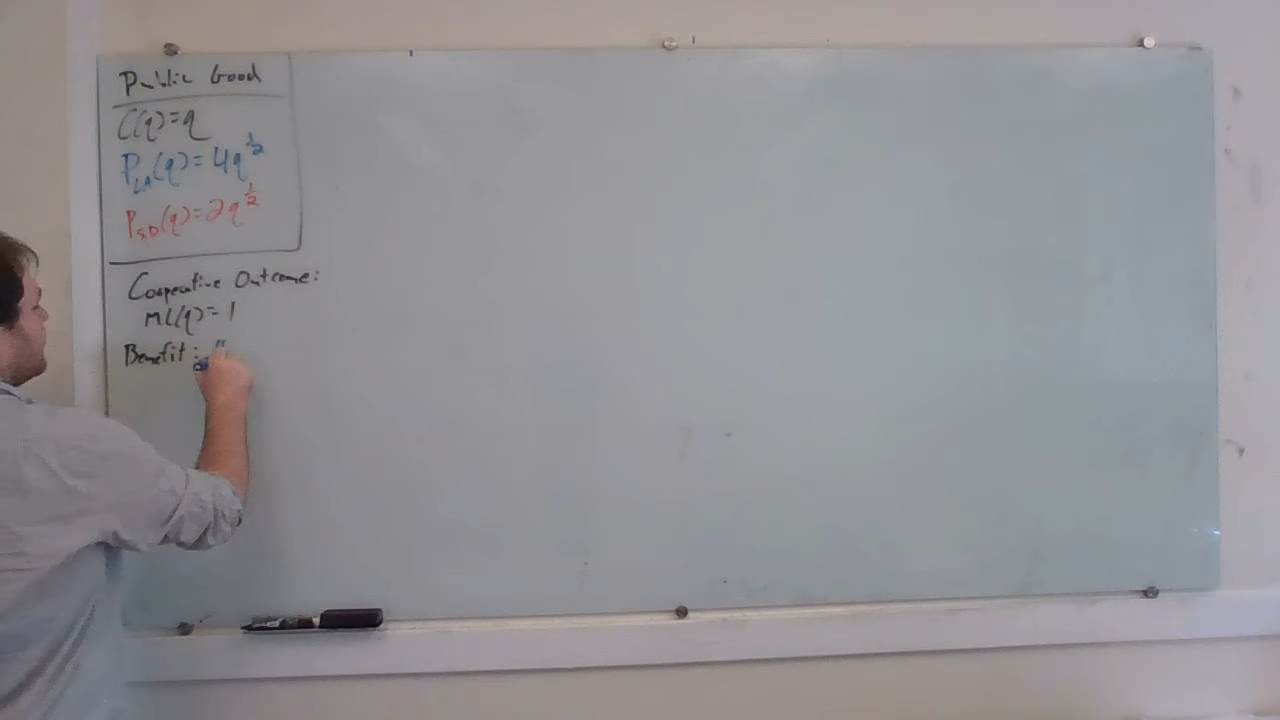 Public Good
C(q)=q
P_LA(q)=4q^½
P_SD(q)=2q^½
Cooperative Outcome:
MC(q)=1
Benefit: